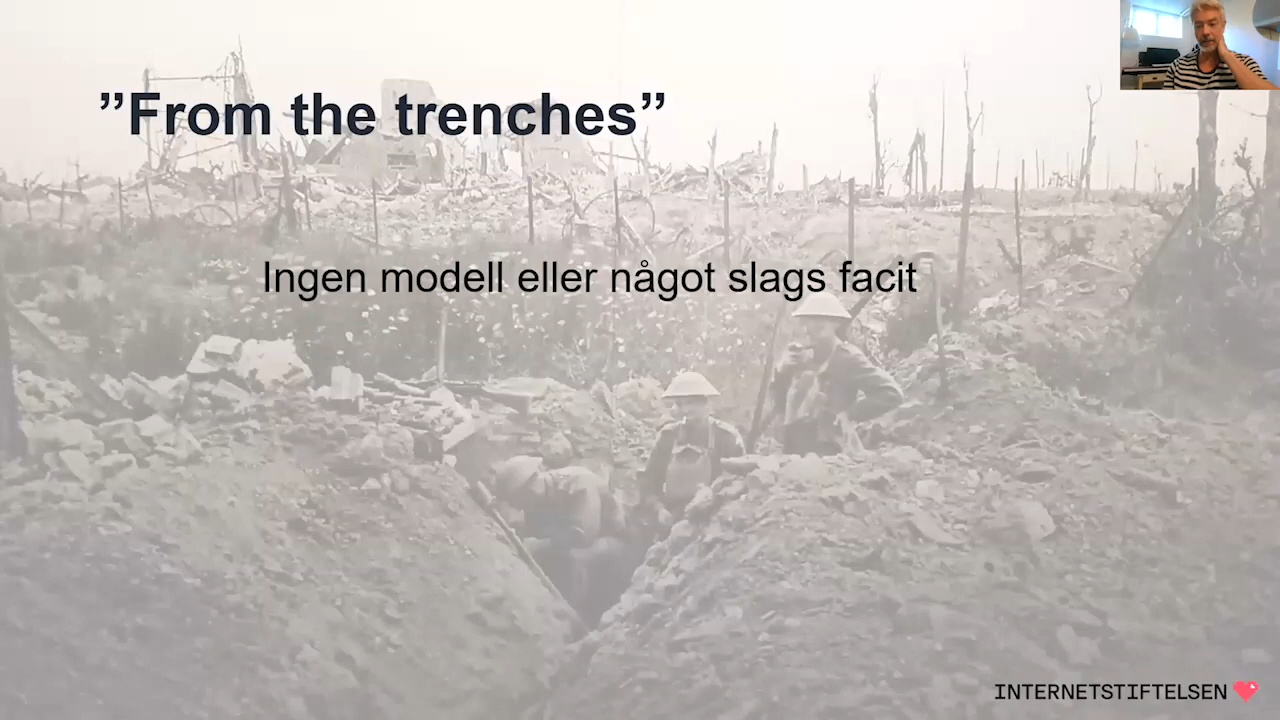 ”From the trenches”
Ingen modell eller något slags facit
INTERNETSTIFTELSEN